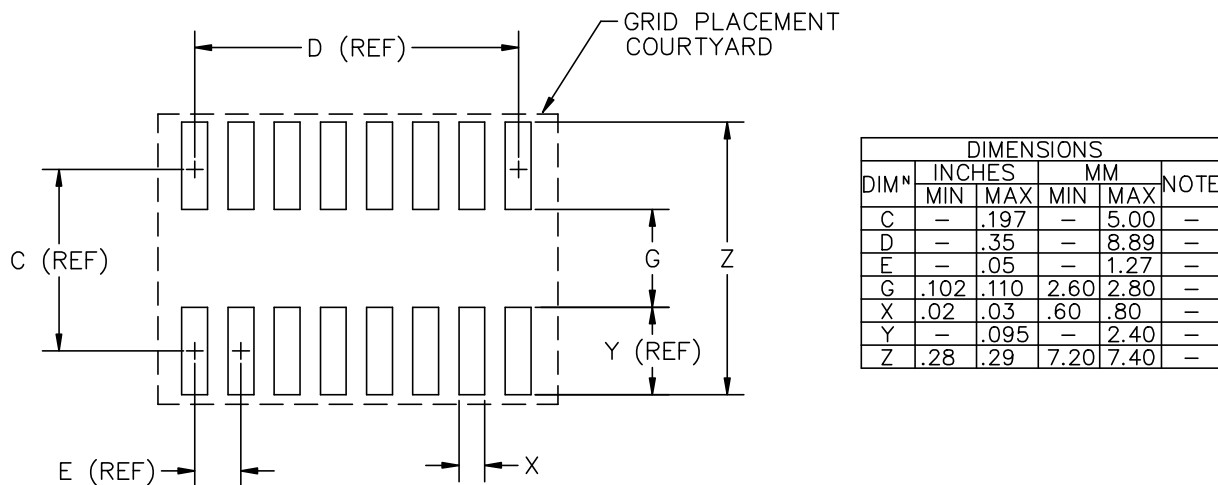 GRID PLACEMENT
COURTYARD
D (REF)
C (REF)
G
Z
Y (REF)
E (REF)
X
DIMENSIONS
DIMᴺ INCHES MM NOTE
MIN MAX MIN MAX
C – .197 – 5.00 –
D – .35 – 8.89 –
E – .05 – 1.27 –
G .102 .110 2.60 2.80 –
X .02 .03 .60 .80 –
Y – .095 – 2.40 –
Z .28 .29 7.20 7.40 –